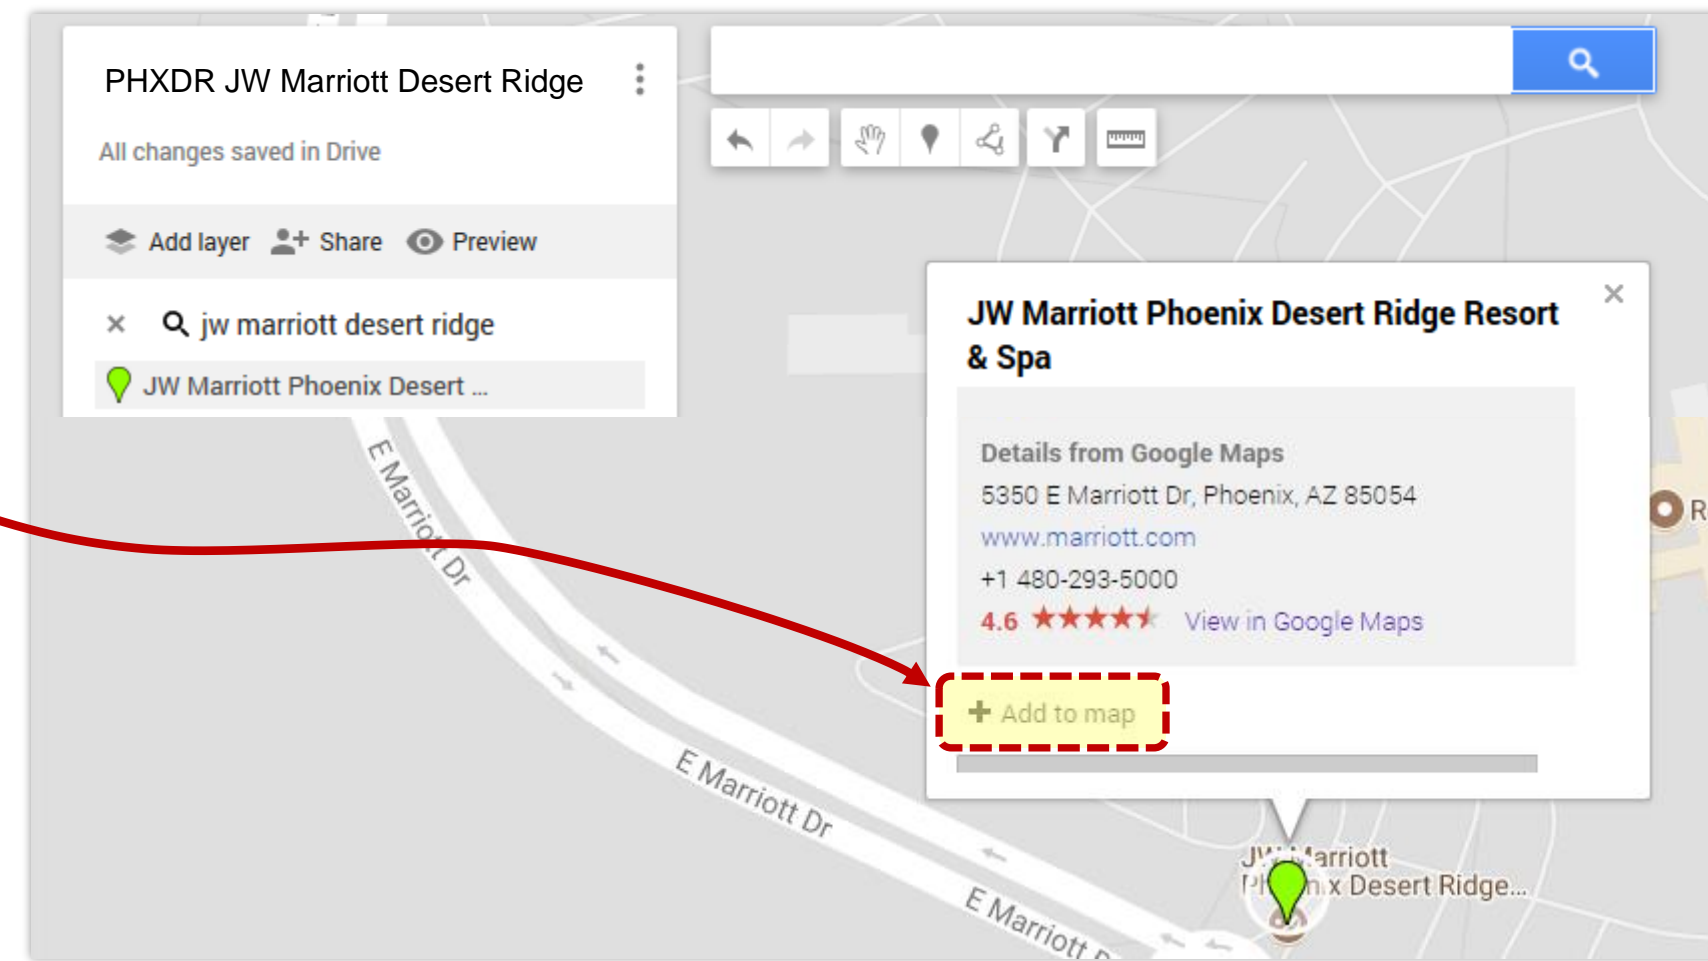 PHXDR JW Marriott Desert Ridge
All changes saved in Drive
Add layer Share Preview
jw marriott desert ridge
JW Marriott Phoenix Desert ...
JW Marriott Phoenix Desert Ridge Resort
& Spa
Details from Google Maps
5350 E Marriott Dr, Phoenix, AZ 85054
www.marriott.com
+1 480-293-5000
4.6 View in Google Maps
Add to map
E Marriott Dr
E Marriott Dr
E Marriott
JW Marriott
Desert Ridge...
R